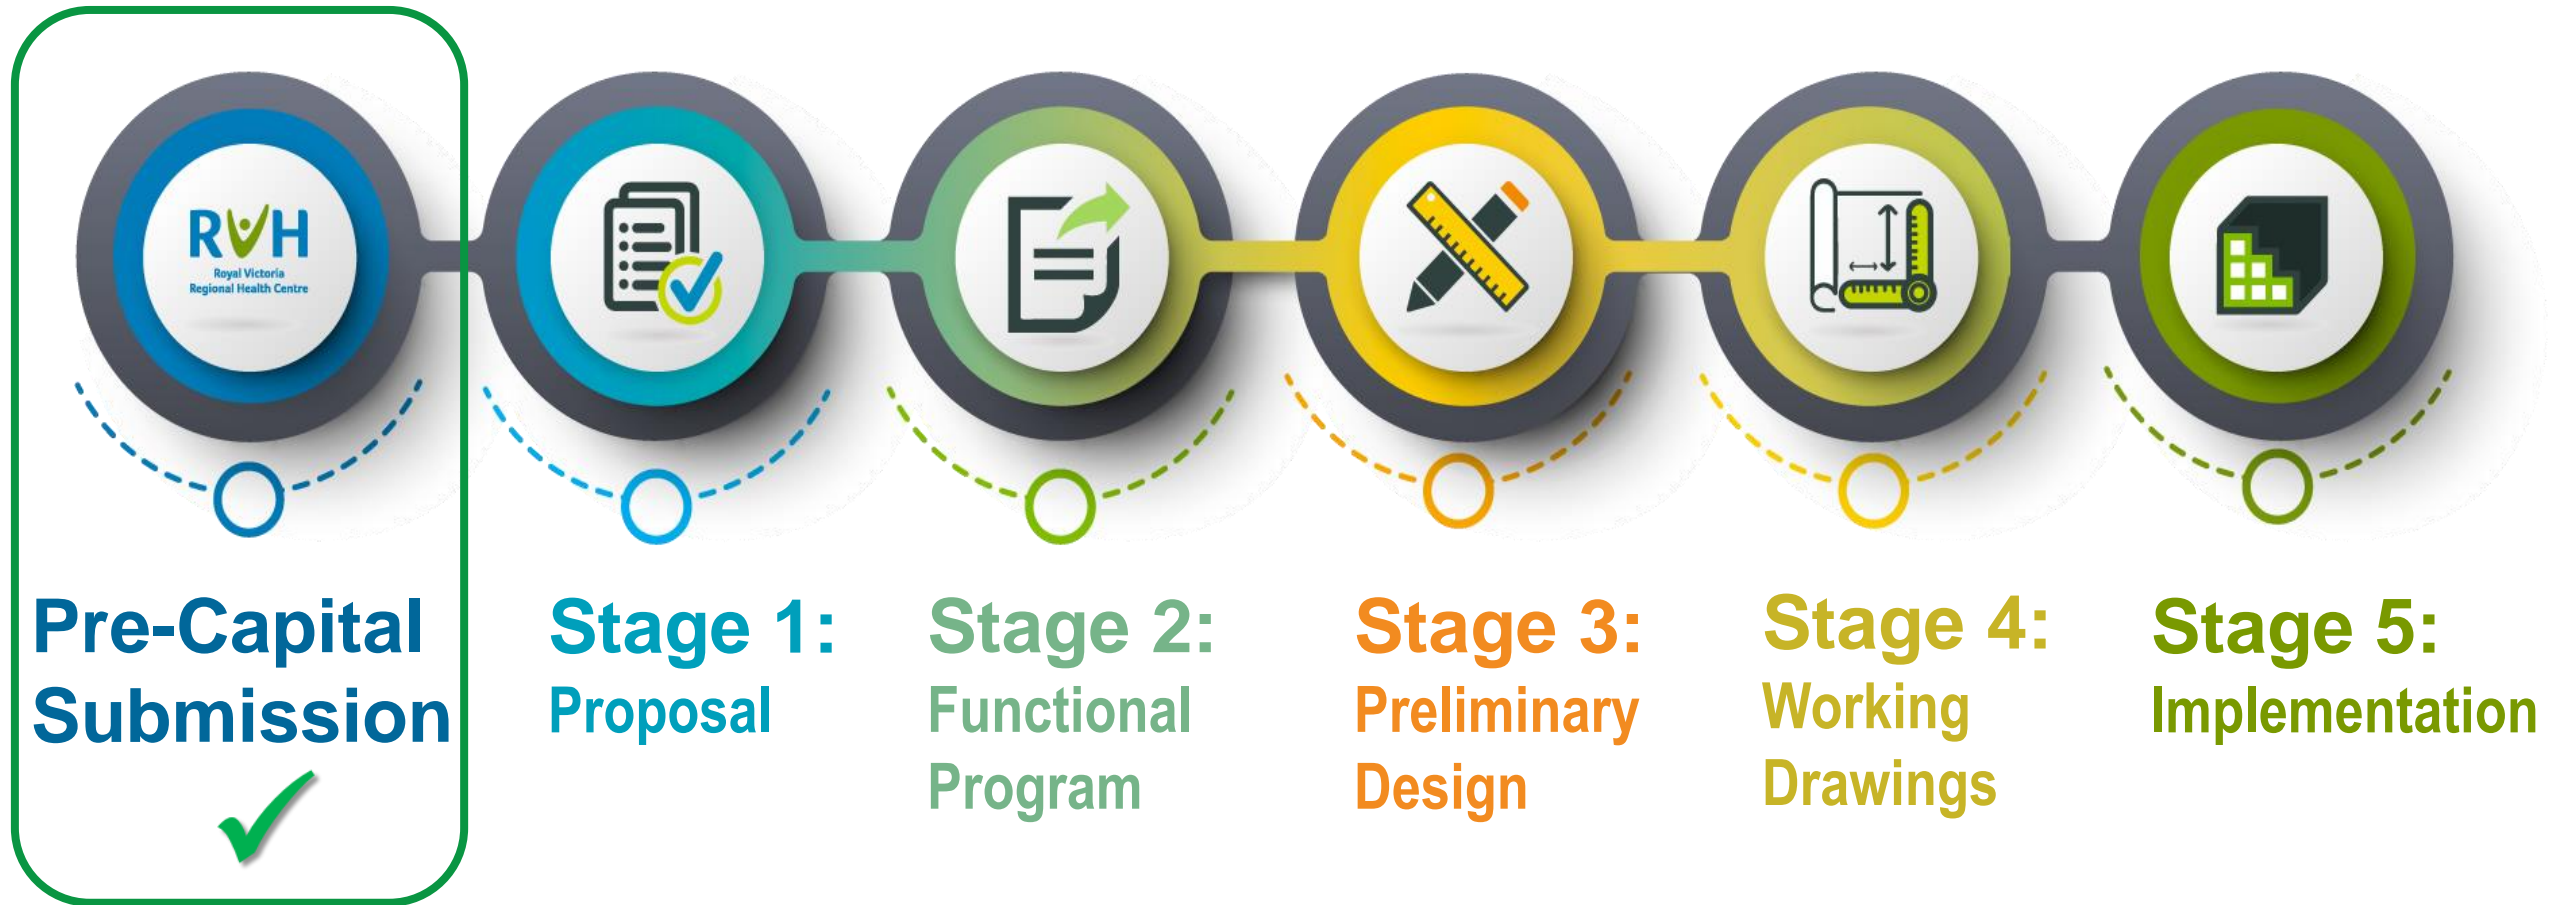 RVH
Royal Victoria
Regional Health Centre
Pre-Capital
Submission
Stage 1:
Proposal
Stage 2:
Functional
Program
Stage 3:
Preliminary
Design
Stage 4:
Working
Drawings
Stage 5:
Implementation